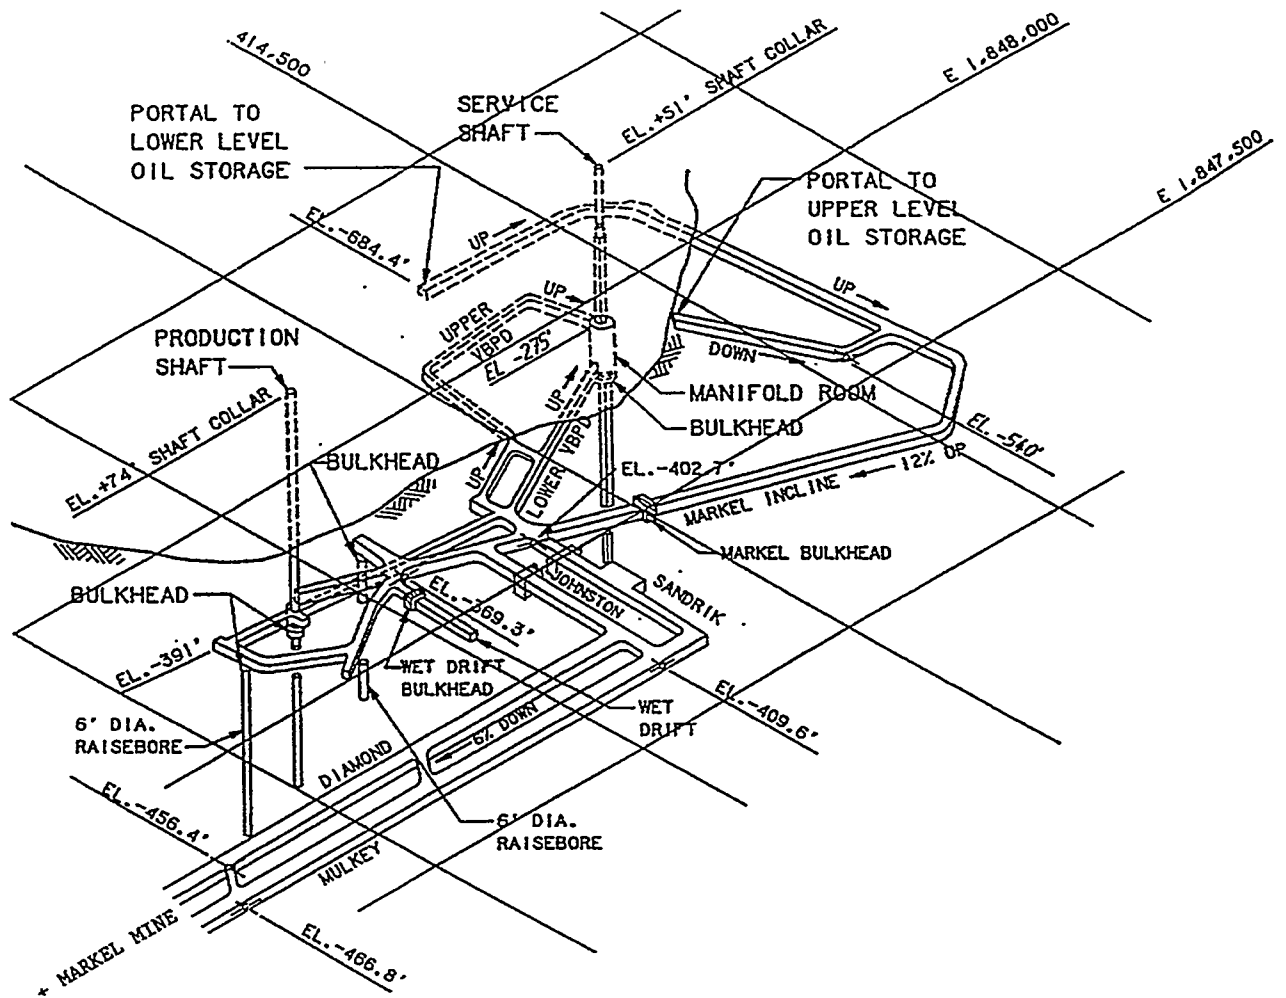 414,500
PORTAL TO
LOWER LEVEL
OIL STORAGE
SERVICE
SHAFT
EL.+51' SHAFT COLLAR
E 1,848,000
E 1,847,500
PORTAL TO
UPPER LEVEL
OIL STORAGE
EL.-684.4'
UP
UP
UP
UPPER
VBPD
EL -275'
DOWN
PRODUCTION
SHAFT
MANIFOLD ROOM
BULKHEAD
UP
EL.+74' SHAFT COLLAR
BULKHEAD
UP
LOWER VBPD
EL.-402.7'
EL -540'
12% UP
MARKEL INCLINE
MARKEL BULKHEAD
BULKHEAD
EL.-369.3'
JOHNSTON
SANDRIK
EL.-391'
WET DRIFT
BULKHEAD
6' DIA.
RAISEBORE
WET
DRIFT
EL.-409.6'
6% DOWN
DIAMOND
EL.-456.4'
6' DIA.
RAISEBORE
MULKEY
+ MARKEL MINE
EL.-466.8'